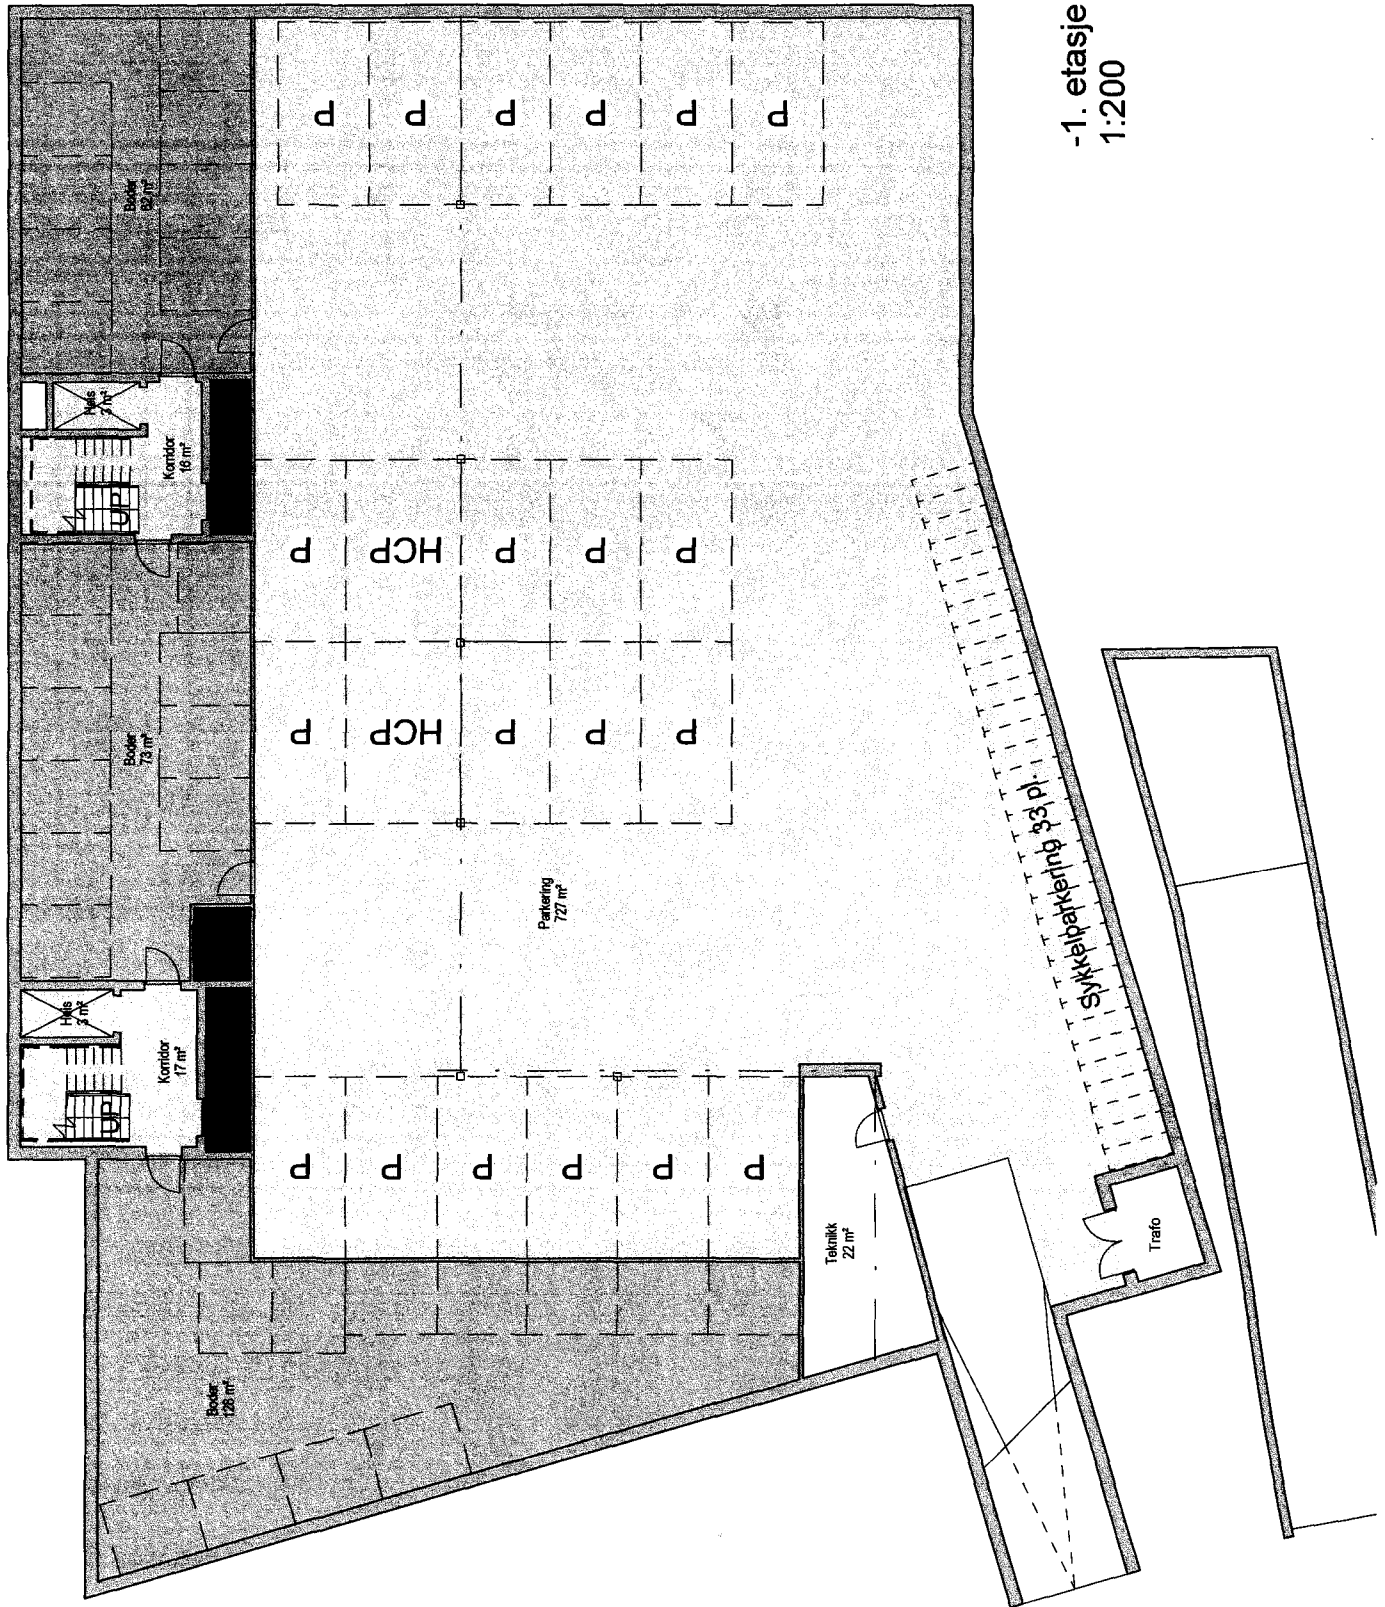 -1. etasje
1:200
P
P
P
P
P
P
Boder
62 m²
Heis
3 m²
Korridor
16 m²
UP
P
HCP
P
P
P
P
HCP
P
P
P
Boder
73 m²
Parkering
727 m²
Sykkelparkering 33 pl.
Heis
3 m²
Korridor
17 m²
UP
P
P
P
P
P
P
Teknikk
22 m²
Trafo
Boder
128 m²